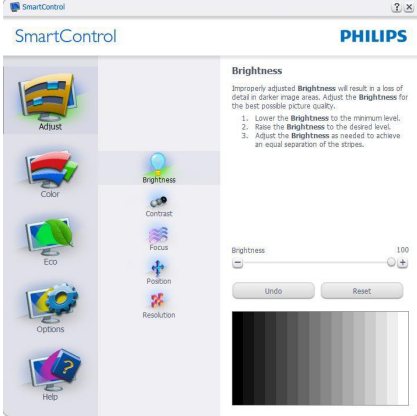 SmartControl
SmartControl
PHILIPS
Adjust
Color
Eco
Options
Help
Brightness
Contrast
Focus
Position
Resolution
Brightness
Improperly adjusted Brightness will result in a loss of
detail in darker image areas. Adjust the Brightness for
the best possible picture quality.
1. Lower the Brightness to the minimum level.
2. Raise the Brightness to the desired level.
3. Adjust the Brightness as needed to achieve
an equal separation of the stripes.
Brightness 100
Undo Reset